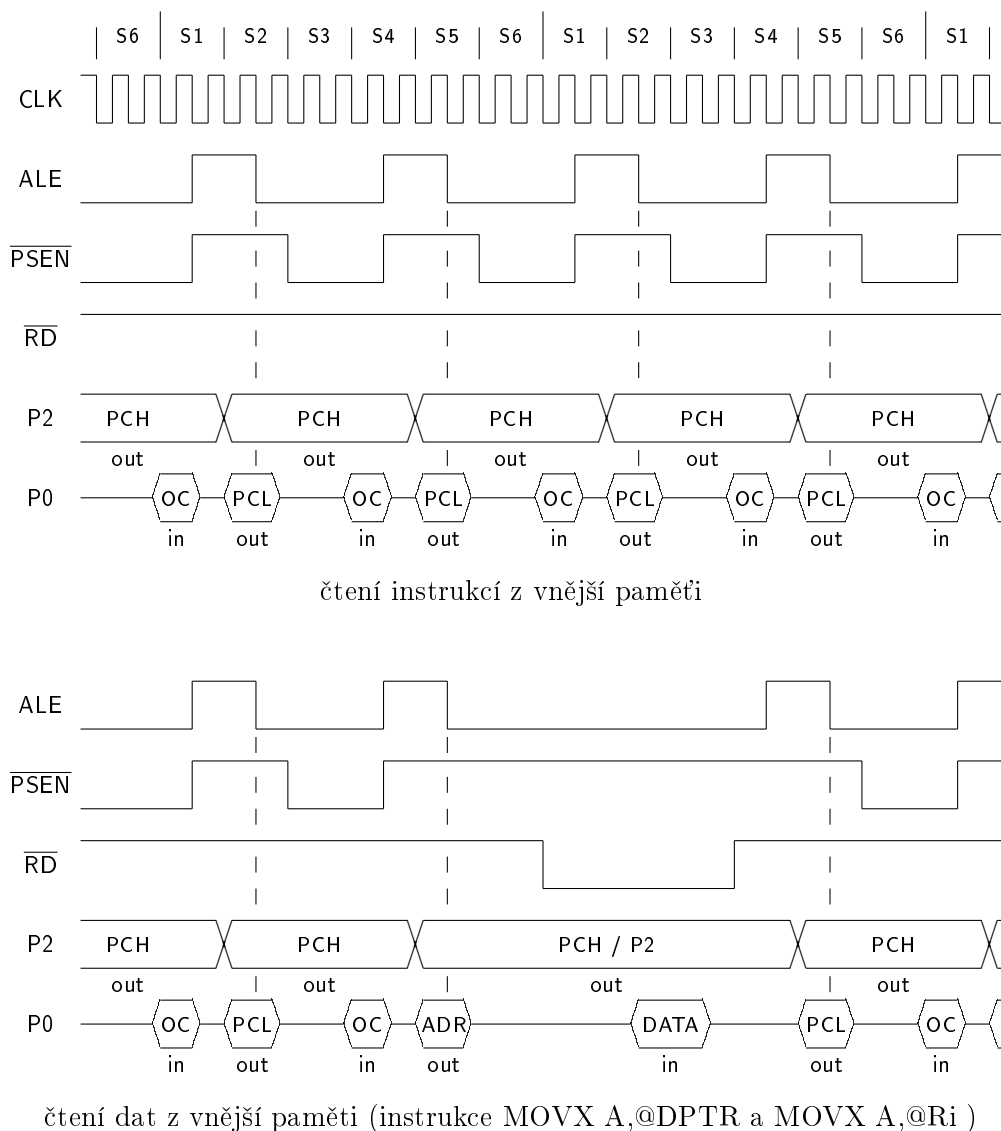 S6 S1 S2 S3 S4 S5 S6 S1 S2 S3 S4 S5 S6 S1
CLK
ALE
PSEN
RD
P2 PCH PCH PCH PCH PCH
out out out out out
P0 OC PCL OC PCL OC PCL OC PCL OC
in out in out in out in out in
čtení instrukcí z vnější paměťi
ALE
PSEN
RD
P2 PCH PCH PCH / P2 PCH
out out out out
P0 OC PCL OC ADR DATA PCL OC
in out in out in out in
čtení dat z vnější paměti (instrukce MOVX A,@DPTR a MOVX A,@Ri )